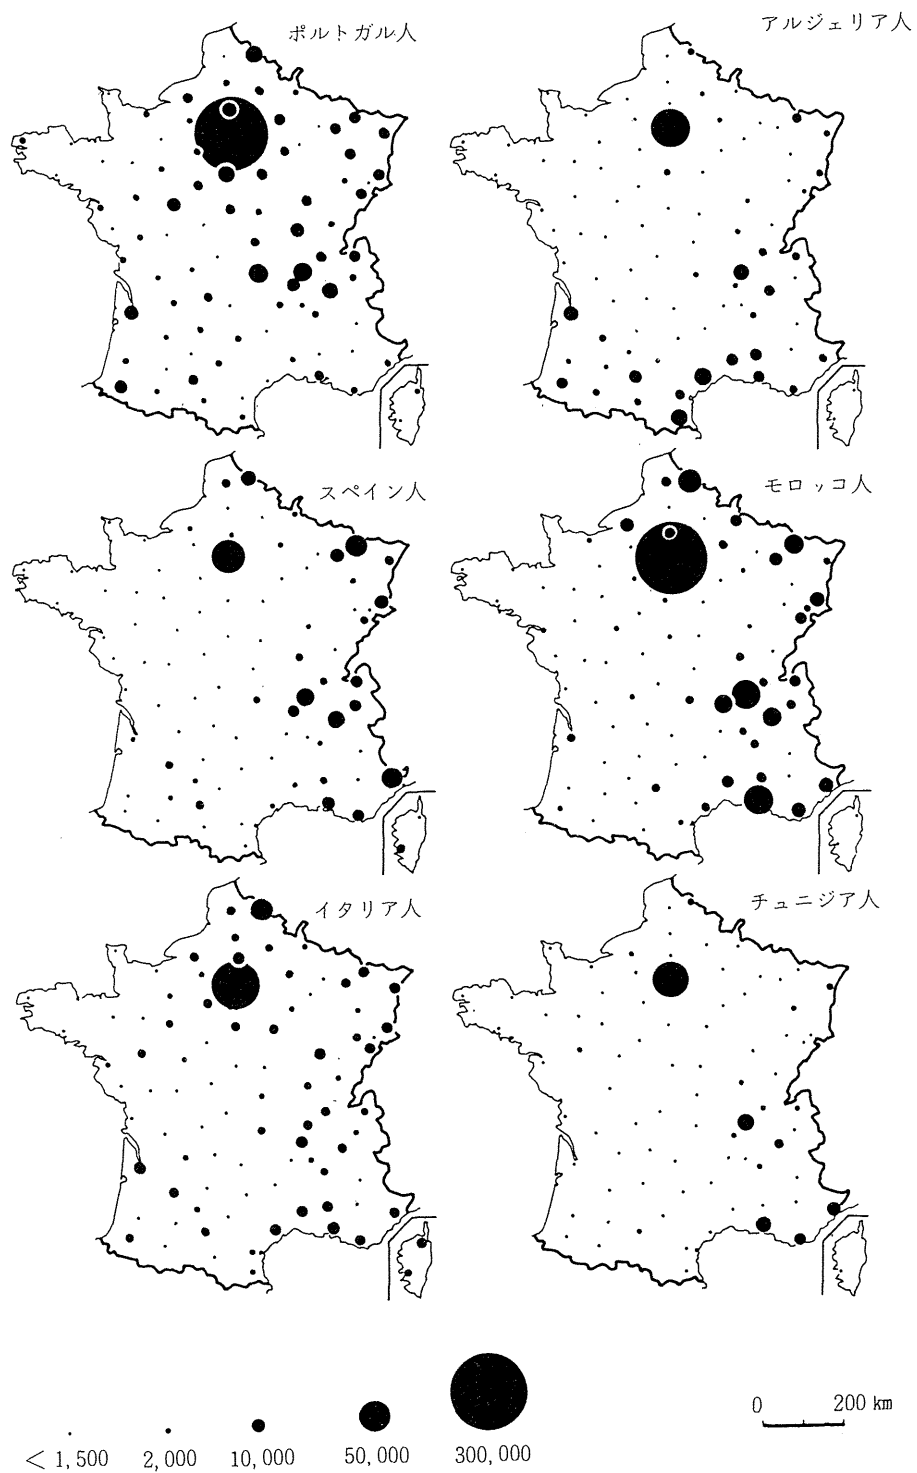 ポルトガル人
アルジェリア人
スペイン人
モロッコ人
イタリア人
チュニジア人
0 200 km
< 1,500 2,000 10,000 50,000 300,000